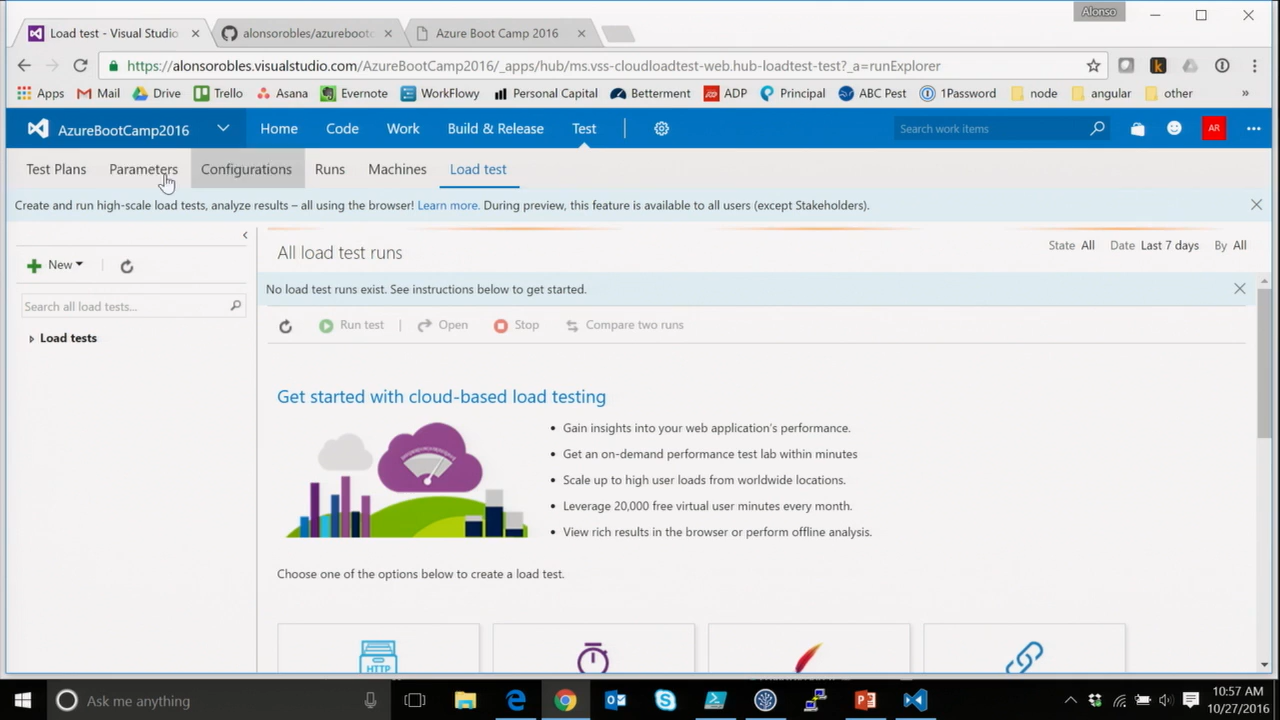 Alonso
Load test - Visual Studio
alonsorobles/azurebootc
Azure Boot Camp 2016
https://alonsorobles.visualstudio.com/AzureBootCamp2016/_apps/hub/ms.vss-cloudloadtest-web.hub-loadtest-test?_a=runExplorer
Apps Mail Drive Trello Asana Evernote WorkFlowy Personal Capital Betterment ADP Principal ABC Pest 1Password node angular other »
AzureBootCamp2016 Home Code Work Build & Release Test Search work items AR
Test Plans Parameters Configurations Runs Machines Load test
Create and run high-scale load tests, analyze results – all using the browser! Learn more. During preview, this feature is available to all users (except Stakeholders).
New
Search all load tests...
Load tests
All load test runs State All Date Last 7 days By All
No load test runs exist. See instructions below to get started.
Run test | Open Stop Compare two runs
Get started with cloud-based load testing
• Gain insights into your web application's performance.
• Get an on-demand performance test lab within minutes
• Scale up to high user loads from worldwide locations.
• Leverage 20,000 free virtual user minutes every month.
• View rich results in the browser or perform offline analysis.
Choose one of the options below to create a load test.
HTTP
Ask me anything
10:57 AM
10/27/2016